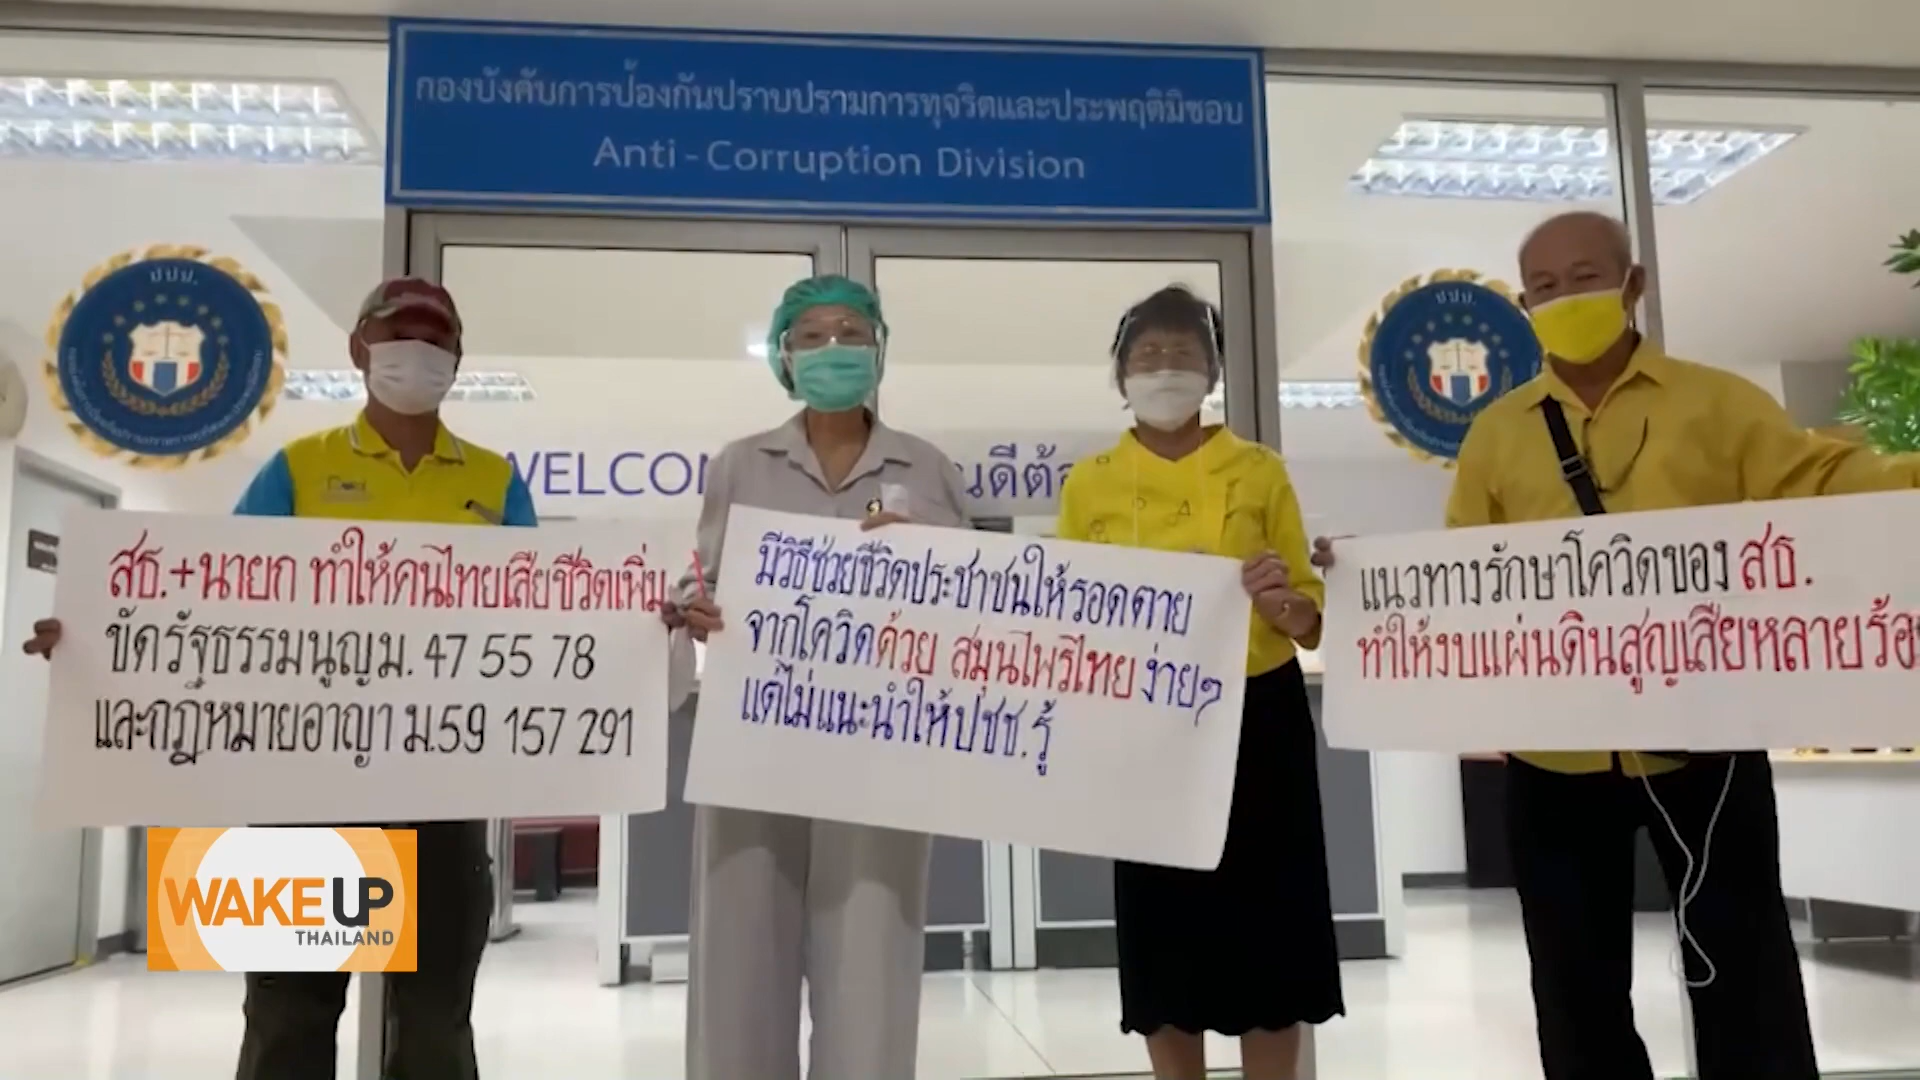 กองบังคับการป้องกันปราบปรามการทุจริตและประพฤติมิชอบ
Anti-Corruption Division
ปปป.
ปปป.
WELCOM
นดีต้อ
สธ.+นายก ทำให้คนไทยเสียชีวิตเพิ่ม
ขัดรัฐธรรมนูญม. 47 55 78
และกฎหมายอาญา ม.59 157 291
มีวิธีช่วยชีวิตประชาชนให้รอดตาย
จากโควิดด้วย สมุนไพรไทย ง่ายๆ
แต่ไม่แนะนำให้ปชช.รู้
แนวทางรักษาโควิดของ สธ.
ทำให้งบแผ่นดินสูญเสียหลายร้อ
WAKE UP
THAILAND